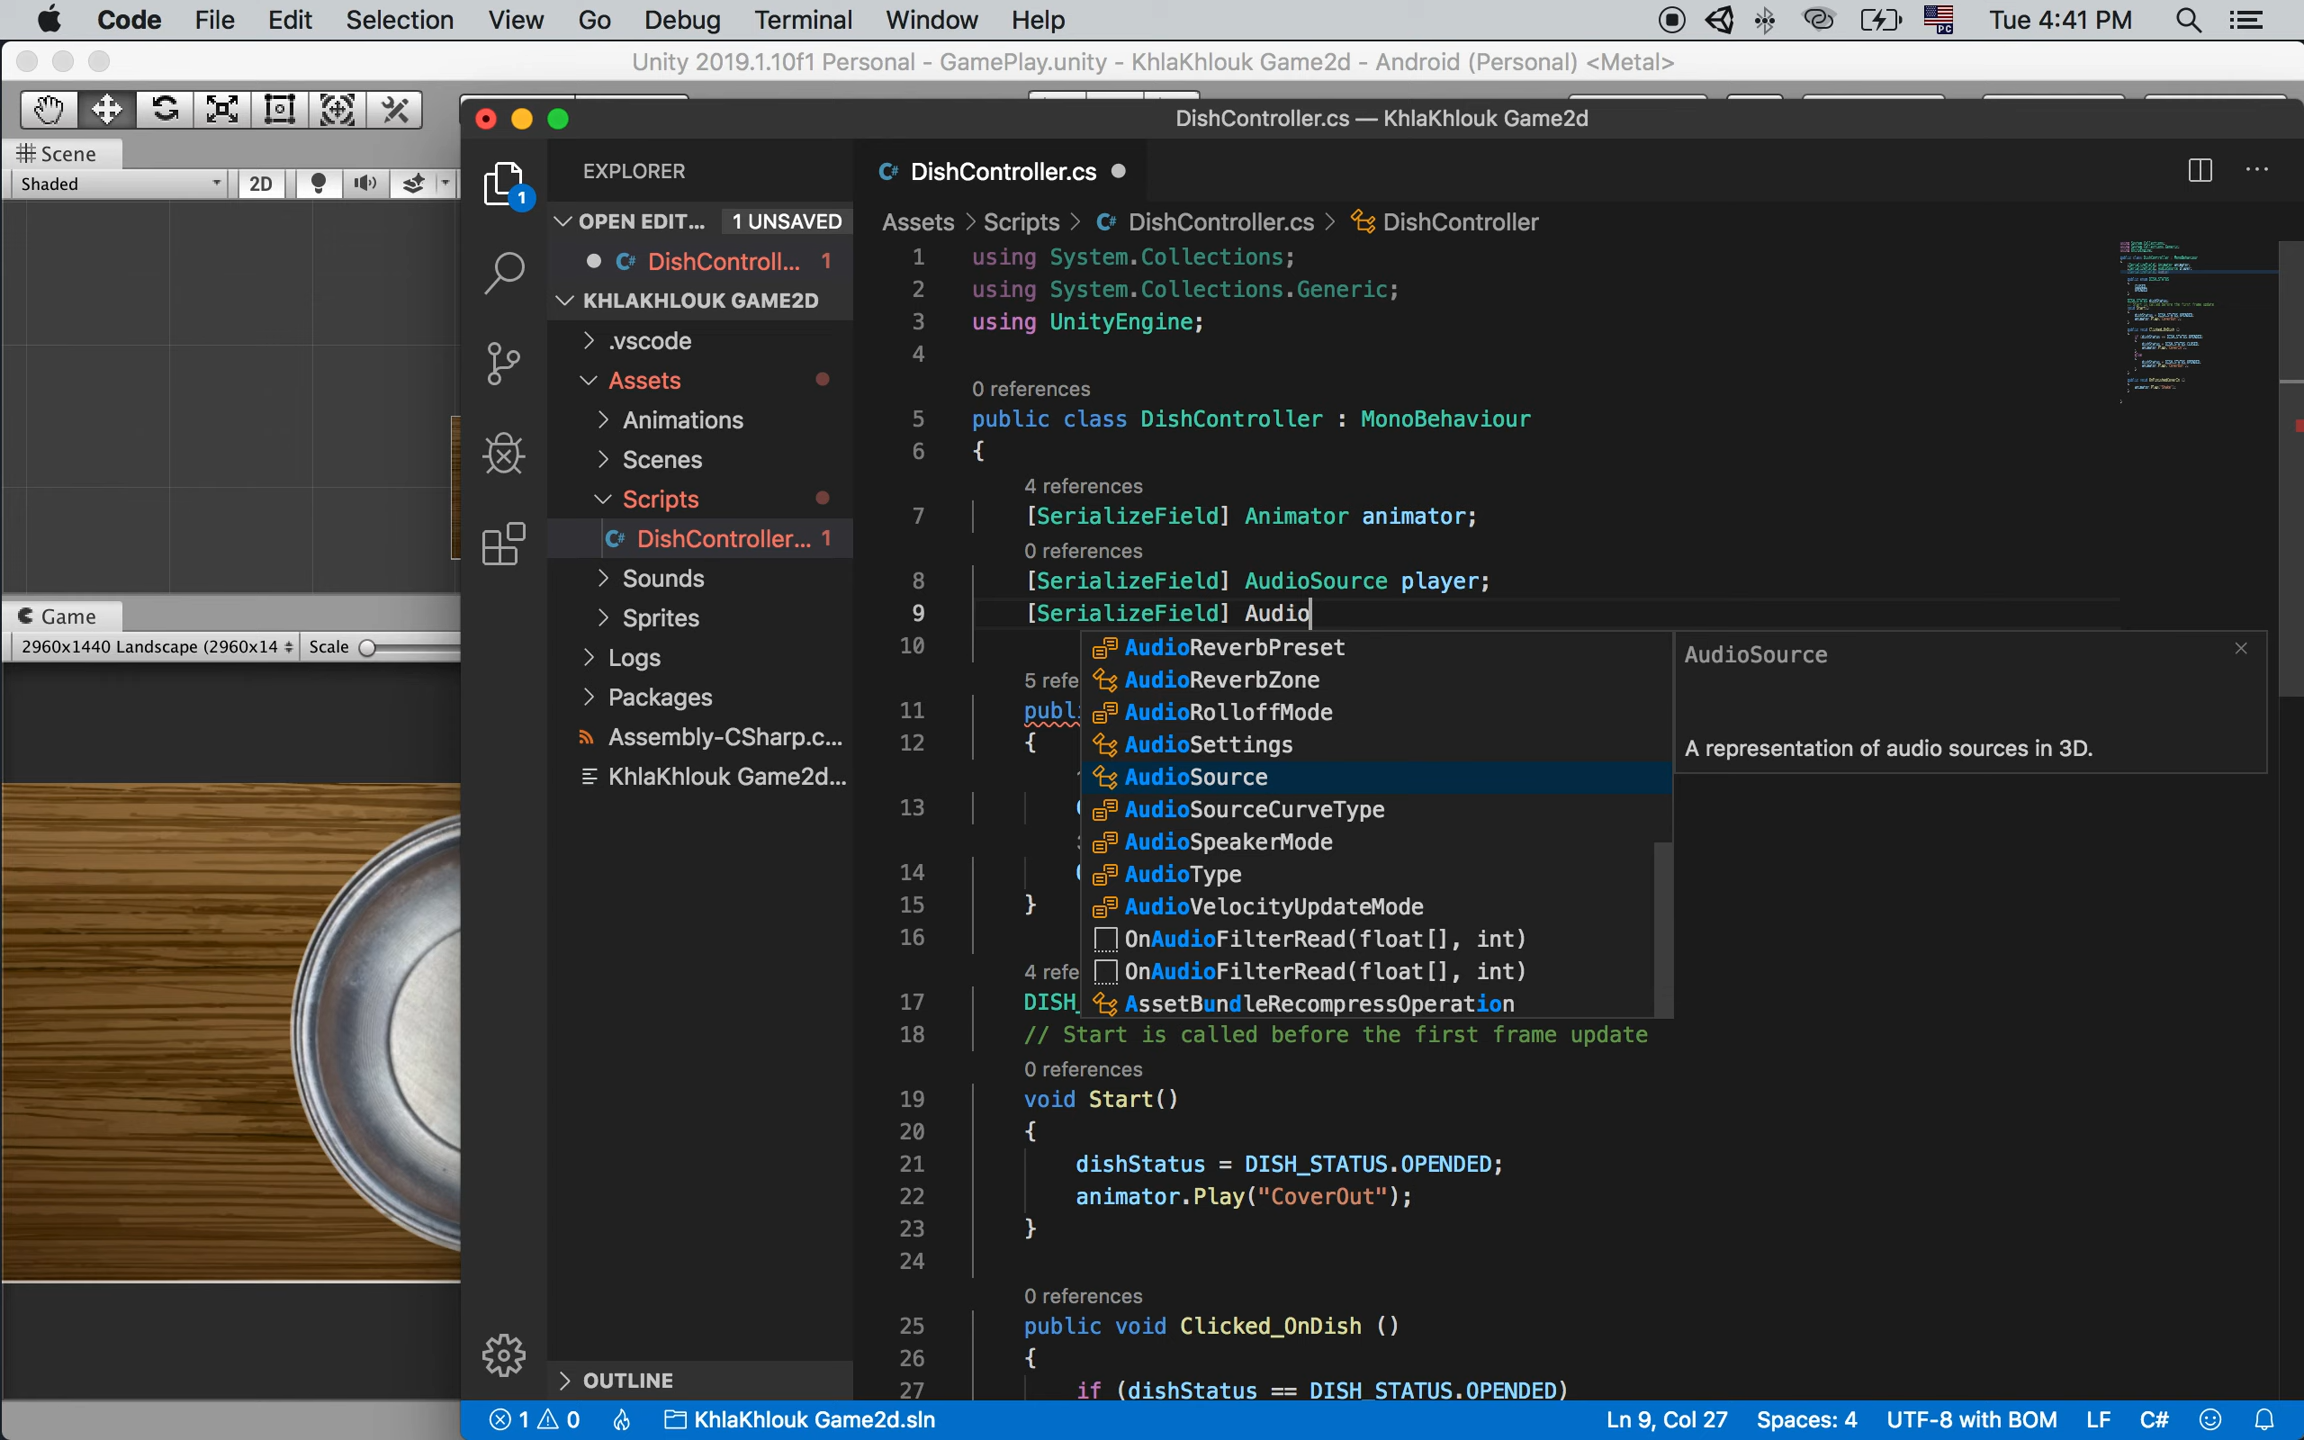 Code File Edit Selection View Go Debug Terminal Window Help Tue 4:41 PM
Unity 2019.1.10f1 Personal - GamePlay.unity - KhlaKhlouk Game2d - Android (Personal) <Metal>
Scene
Shaded 2D
Game
2960x1440 Landscape (2960x14 Scale
DishController.cs — KhlaKhlouk Game2d
EXPLORER
OPEN EDIT... 1 UNSAVED
DishControll... 1
KHLAKHLOUK GAME2D
.vscode
Assets
Animations
Scenes
Scripts
DishController... 1
Sounds
Sprites
Logs
Packages
Assembly-CSharp.c...
KhlaKhlouk Game2d...
OUTLINE
DishController.cs
Assets > Scripts > DishController.cs > DishController
1 using System.Collections;
2 using System.Collections.Generic;
3 using UnityEngine;
4
0 references
5 public class DishController : MonoBehaviour
6 {
4 references
7 [SerializeField] Animator animator;
0 references
8 [SerializeField] AudioSource player;
9 [SerializeField] Audio
10
5 refe
11 publ
12 {
13
14
15 }
16
4 refe
17 DISH_
18 // Start is called before the first frame update
0 references
19 void Start()
20 {
21 dishStatus = DISH_STATUS.OPENDED;
22 animator.Play("CoverOut");
23 }
24
0 references
25 public void Clicked_OnDish ()
26 {
27 if (dishStatus == DISH_STATUS.OPENDED)
AudioReverbPreset
AudioReverbZone
AudioRolloffMode
AudioSettings
AudioSource
AudioSourceCurveType
AudioSpeakerMode
AudioType
AudioVelocityUpdateMode
OnAudioFilterRead(float[], int)
OnAudioFilterRead(float[], int)
AssetBundleRecompressOperation
AudioSource
A representation of audio sources in 3D.
1 0 KhlaKhlouk Game2d.sln Ln 9, Col 27 Spaces: 4 UTF-8 with BOM LF C#